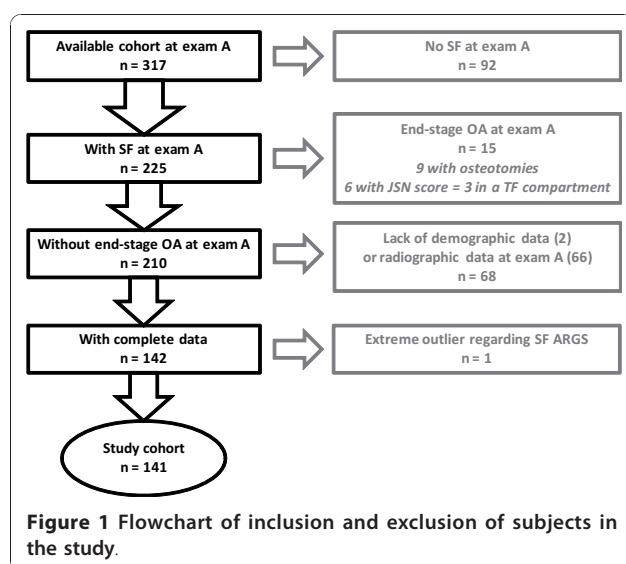 Available cohort at exam A
n = 317
No SF at exam A
n = 92
With SF at exam A
n = 225
End-stage OA at exam A
n = 15
9 with osteotomies
6 with JSN score = 3 in a TF compartment
Without end-stage OA at exam A
n = 210
Lack of demographic data (2)
or radiographic data at exam A (66)
n = 68
With complete data
n = 142
Extreme outlier regarding SF ARGS
n = 1
Study cohort
n = 141
Figure 1 Flowchart of inclusion and exclusion of subjects in
the study.